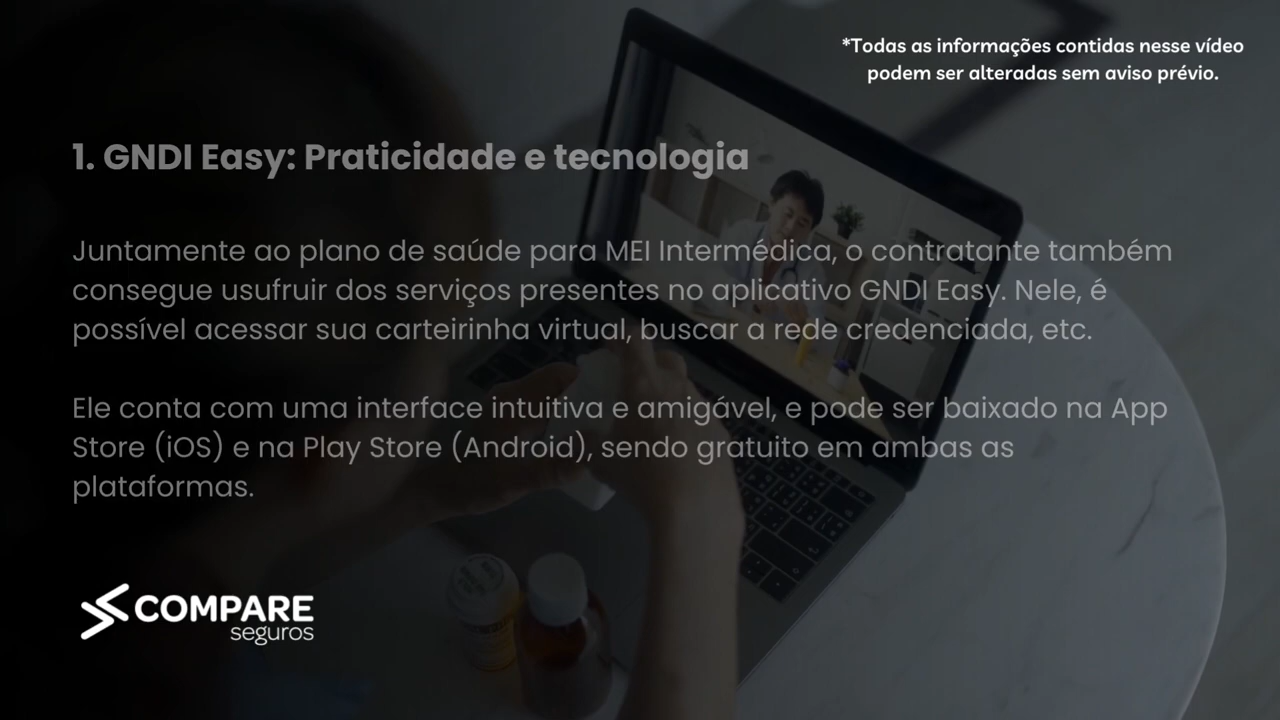 *Todas as informações contidas nesse vídeo
podem ser alteradas sem aviso prévio.
1. GNDI Easy: Praticidade e tecnologia
Juntamente ao plano de saúde para MEI Intermédica, o contratante também
consegue usufruir dos serviços presentes no aplicativo GNDI Easy. Nele, é
possível acessar sua carteirinha virtual, buscar a rede credenciada, etc.
Ele conta com uma interface intuitiva e amigável, e pode ser baixado na App
Store (iOS) e na Play Store (Android), sendo gratuito em ambas as
plataformas.
COMPARE
seguros